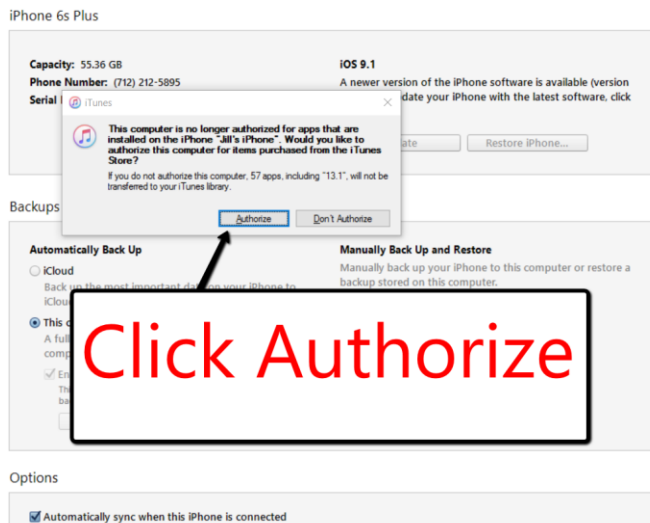 iPhone 6s Plus
Capacity: 55.36 GB
Phone Number: (712) 212-5895
Serial
iOS 9.1
A newer version of the iPhone software is available (version
date your iPhone with the latest software, click
ate
Restore iPhone...
iTunes
This computer is no longer authorized for apps that are
installed on the iPhone "Jill's iPhone". Would you like to
authorize this computer for items purchased from the iTunes
Store?
If you do not authorize this computer, 57 apps, including "13.1", will not be
transferred to your iTunes library.
Authorize
Don't Authorize
Backups
Automatically Back Up
iCloud
Back up the most important data on your iPhone to
iClou
This c
A full
comp
En
Th
ba
Manually Back Up and Restore
Manually back up your iPhone to this computer or restore a
backup stored on this computer.
Click Authorize
Options
Automatically sync when this iPhone is connected